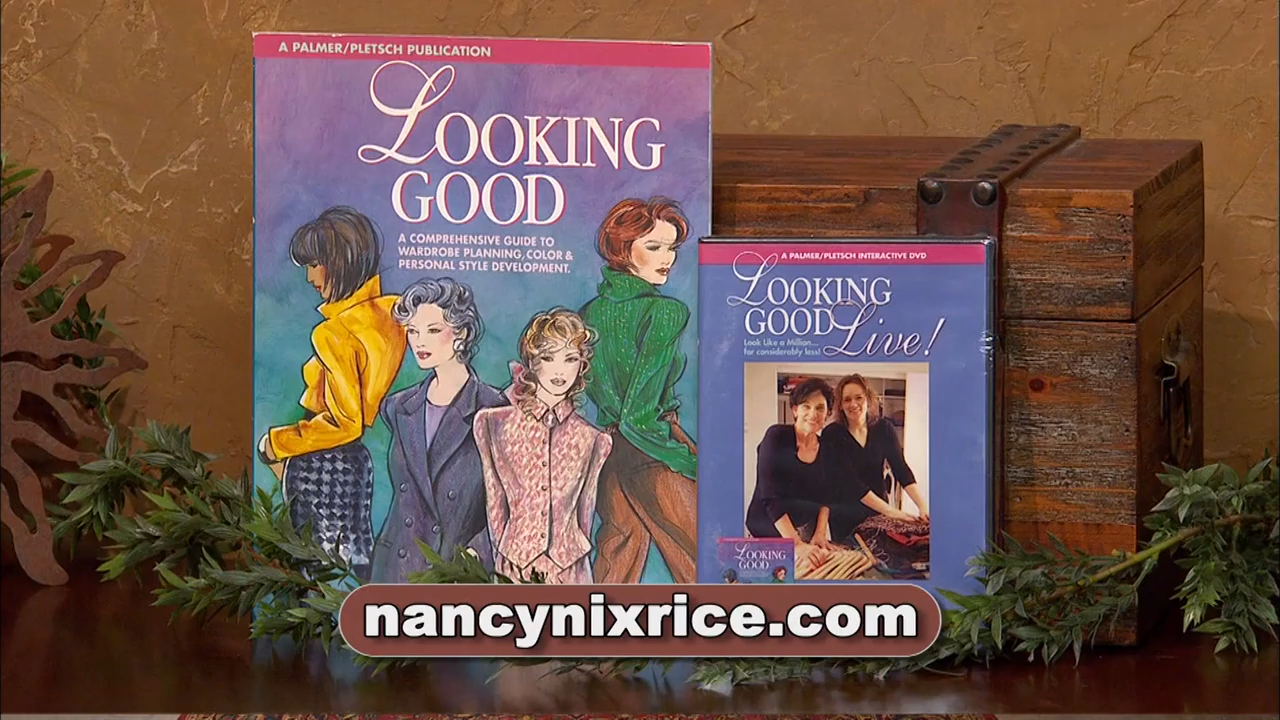 A PALMER/PLETSCH PUBLICATION
LOOKING
GOOD
A COMPREHENSIVE GUIDE TO
WARDROBE PLANNING, COLOR &
PERSONAL STYLE DEVELOPMENT.
A PALMER/PLETSCH INTERACTIVE DVD
LOOKING
GOOD Live!
Look Like a Million...
for considerably less!
LOOKING
GOOD
nancynixrice.com